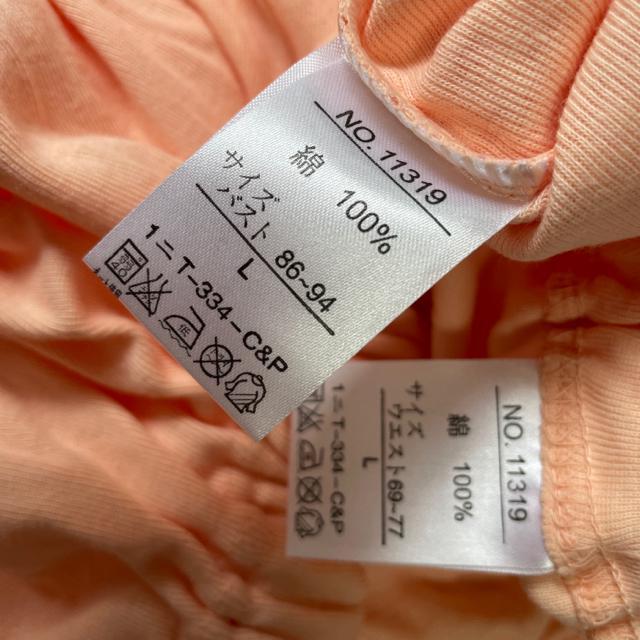 NO. 11319
綿 100%
サイズ
バスト 86~94
L
1ニT-334-C&P
NO. 11319
綿 100%
サイズ
ウエスト69~77
L
1ニT-334-C&P